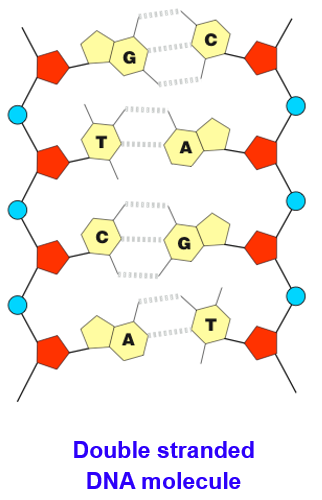 G C
T A
C G
A T
Double stranded
DNA molecule